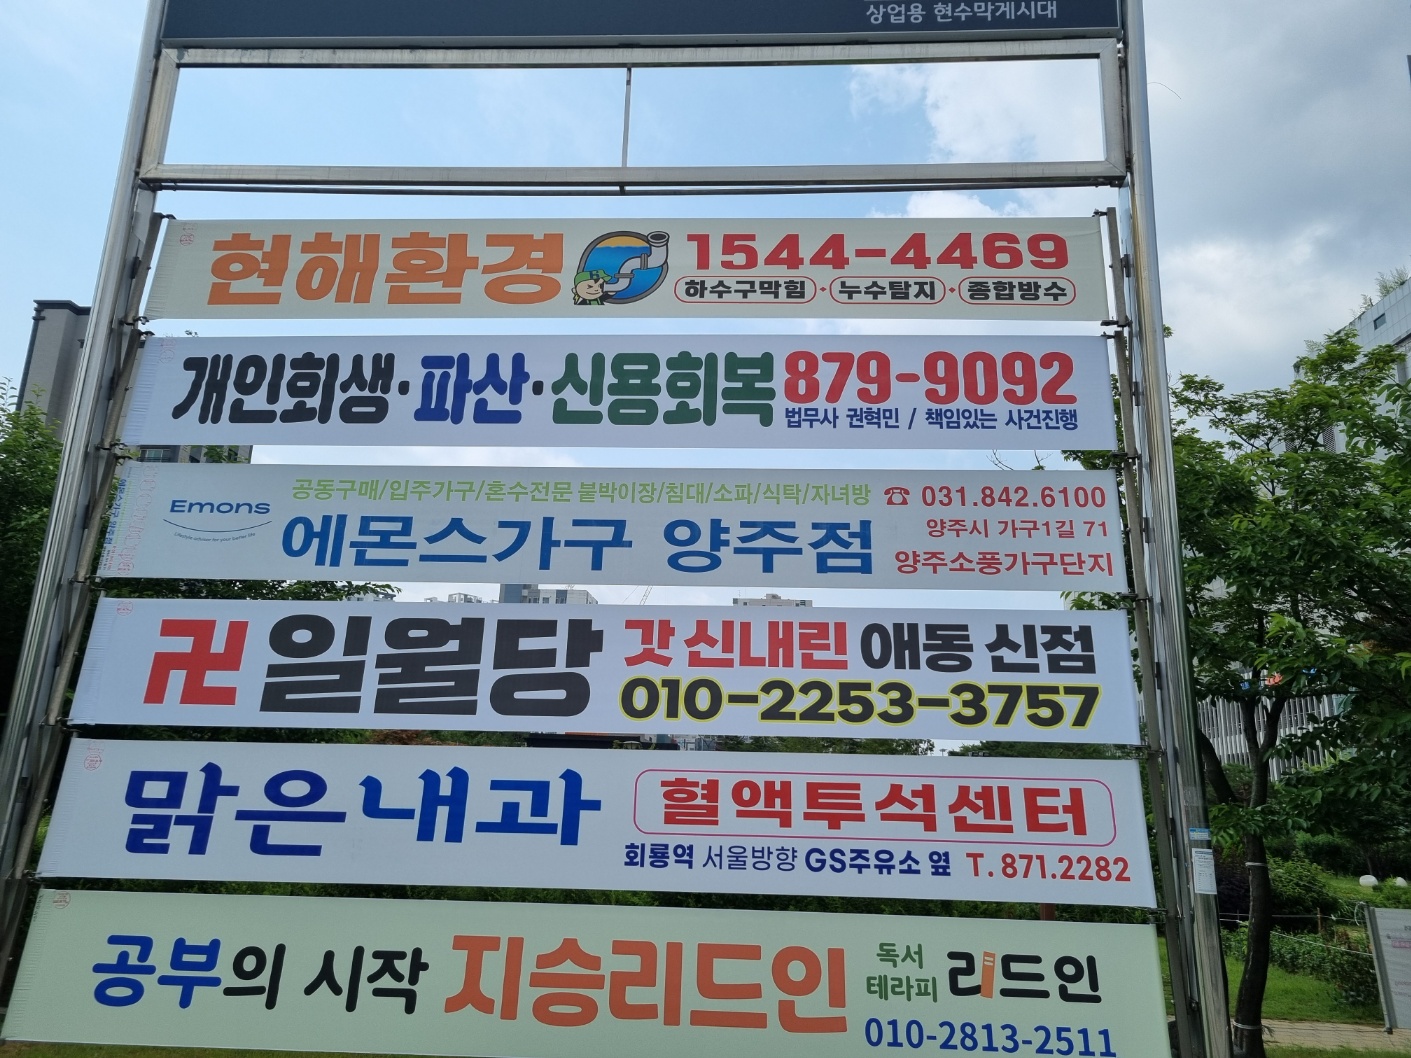 상업용 현수막게시대
현해환경 1544-4469
하수구막힘 · 누수탐지 · 종합방수
개인회생·파산·신용회복 879-9092
법무사 권혁민 / 책임있는 사건진행
Emons
공동구매/입주가구/혼수전문 붙박이장/침대/소파/식탁/자녀방 ☎ 031.842.6100
에몬스가구 양주점
양주시 가구1길 71
양주소풍가구단지
卍 일월당 갓신내린 애동 신점
010-2253-3757
맑은내과 혈액투석센터
회룡역 서울방향 GS주유소 옆 T. 871.2282
공부의 시작 지승리드인
독서
테라피
리드인
010-2813-2511